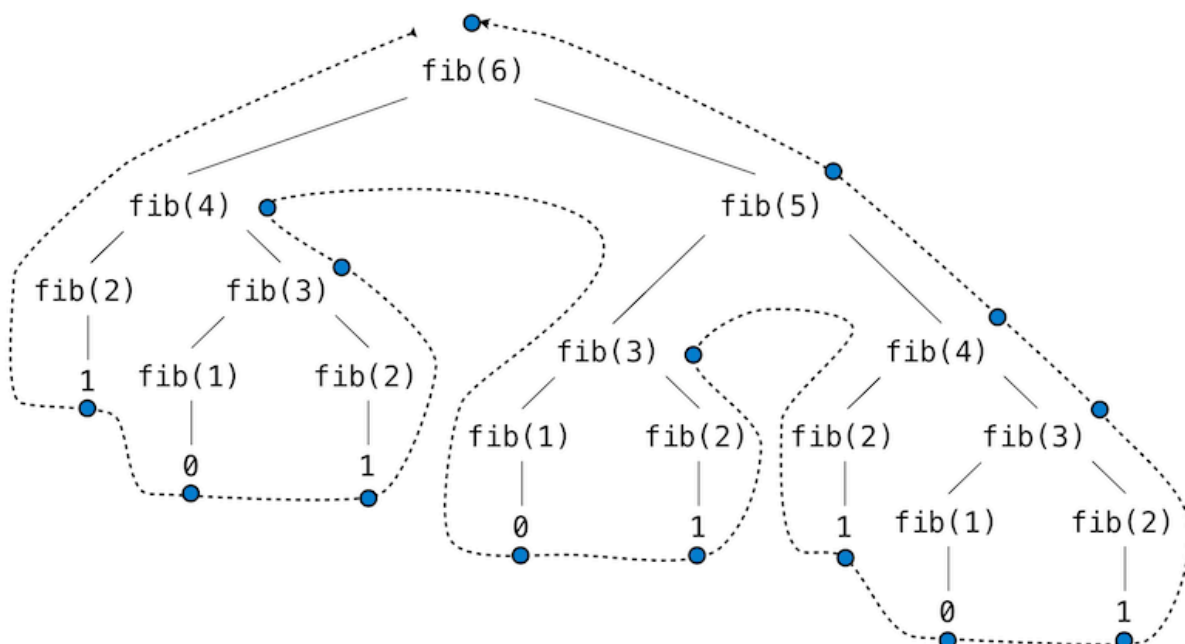 fib(6)
fib(4) fib(5)
fib(2) fib(3)
fib(3) fib(4)
1 fib(1) fib(2)
fib(1) fib(2) fib(2) fib(3)
0 1
0 1 1 fib(1) fib(2)
0 1